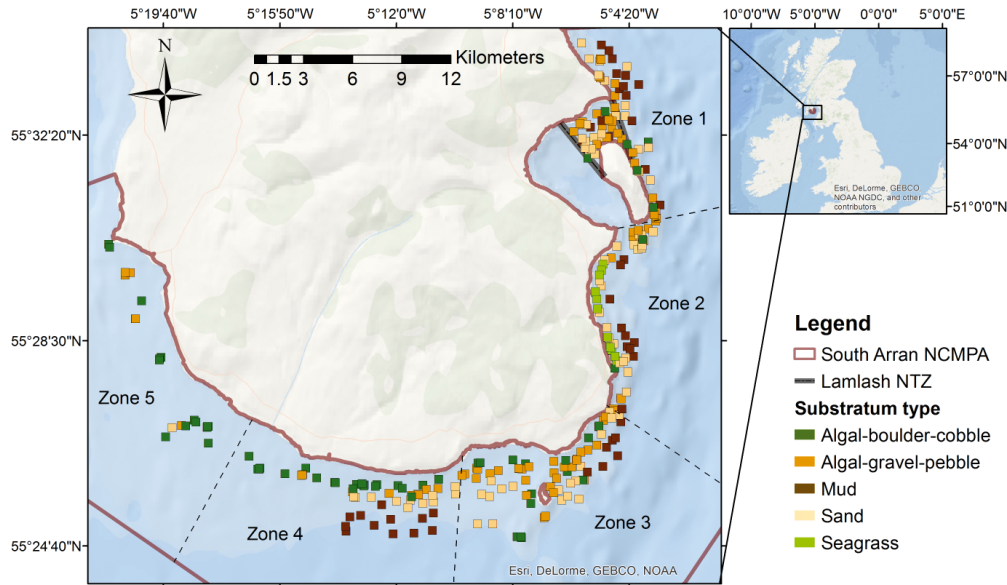 5°19'40"W 5°15'50"W 5°12'0"W 5°8'10"W 5°4'20"W
10°0'0"W 5°0'0"W 0°0'0" 5°0'0"E
N
Kilometers
0 1.5 3 6 9 12
Zone 1
55°32'20"N
57°0'0"N
54°0'0"N
51°0'0"N
Esri, DeLorme, GEBCO,
NOAA NGDC, and other
contributors
Zone 2
55°28'30"N
Zone 5
Zone 4
Zone 3
55°24'40"N
Esri, DeLorme, GEBCO, NOAA
Legend
South Arran NCMPA
Lamlash NTZ
Substratum type
Algal-boulder-cobble
Algal-gravel-pebble
Mud
Sand
Seagrass